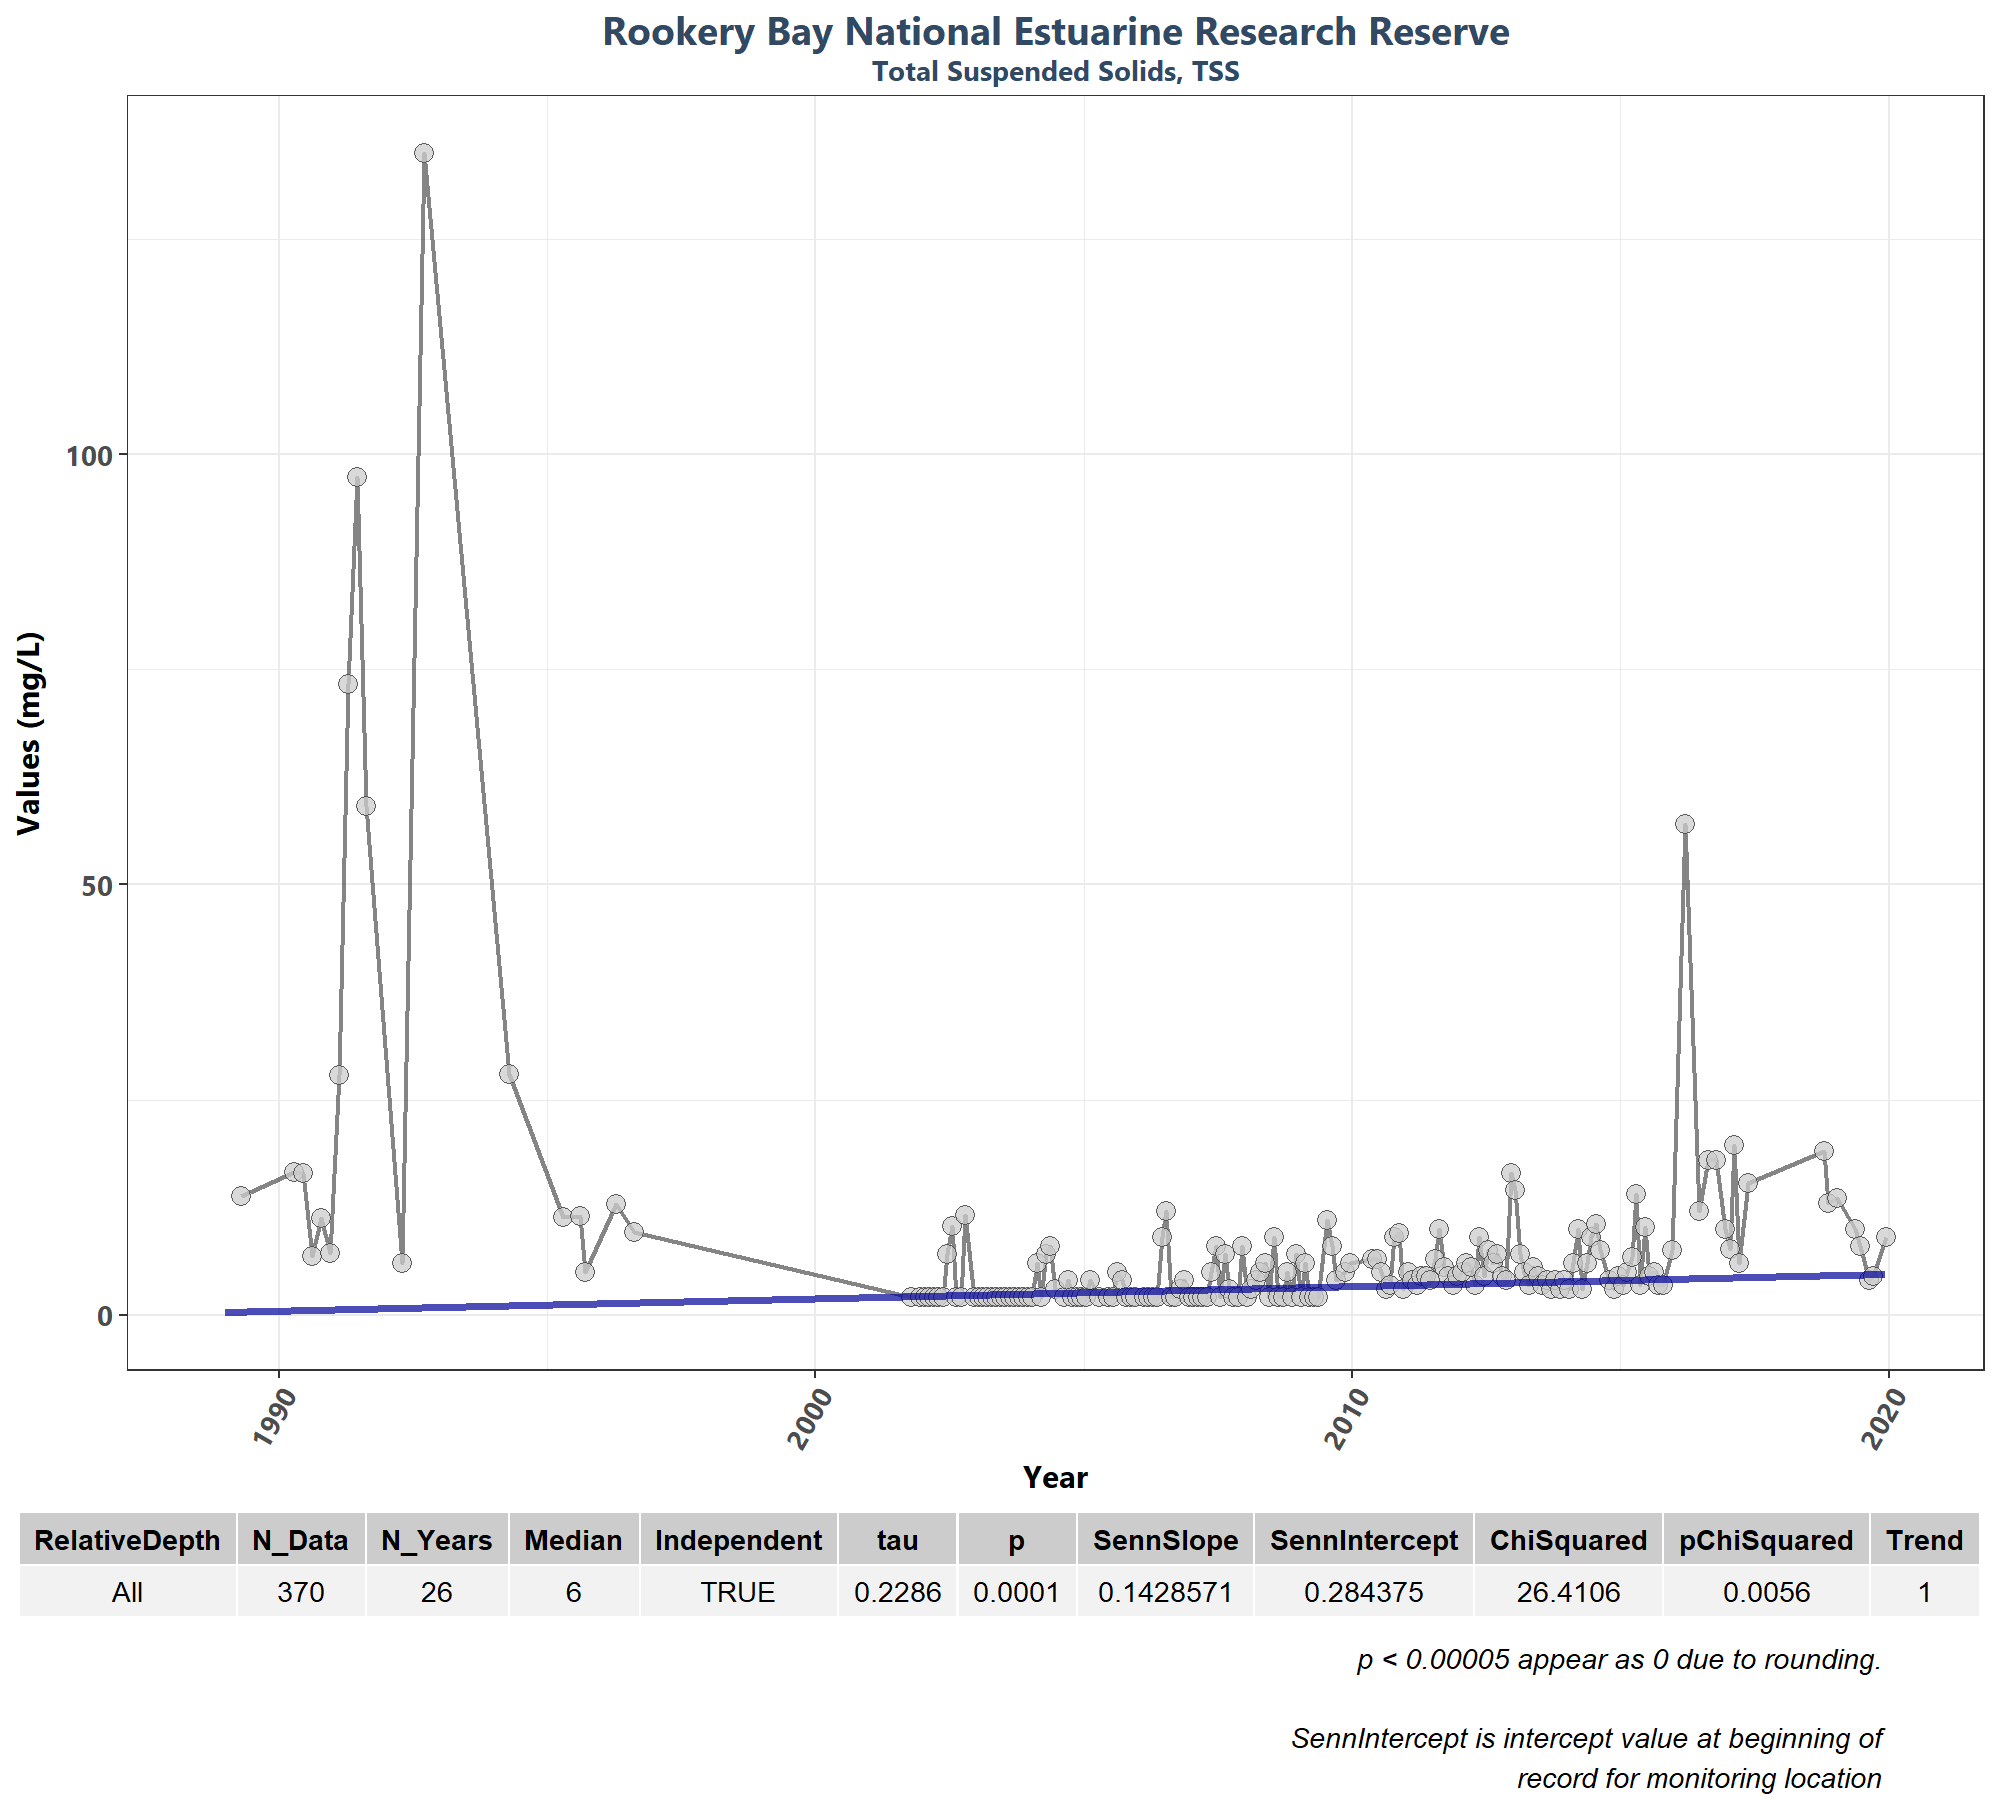 Rookery Bay National Estuarine Research Reserve
Total Suspended Solids, TSS
Values (mg/L)
100
50
0
1990
2000
2010
2020
Year
RelativeDepth N_Data N_Years Median Independent tau p SennSlope SennIntercept ChiSquared pChiSquared Trend
All 370 26 6 TRUE 0.2286 0.0001 0.1428571 0.284375 26.4106 0.0056 1
p < 0.00005 appear as 0 due to rounding.
SennIntercept is intercept value at beginning of
record for monitoring location